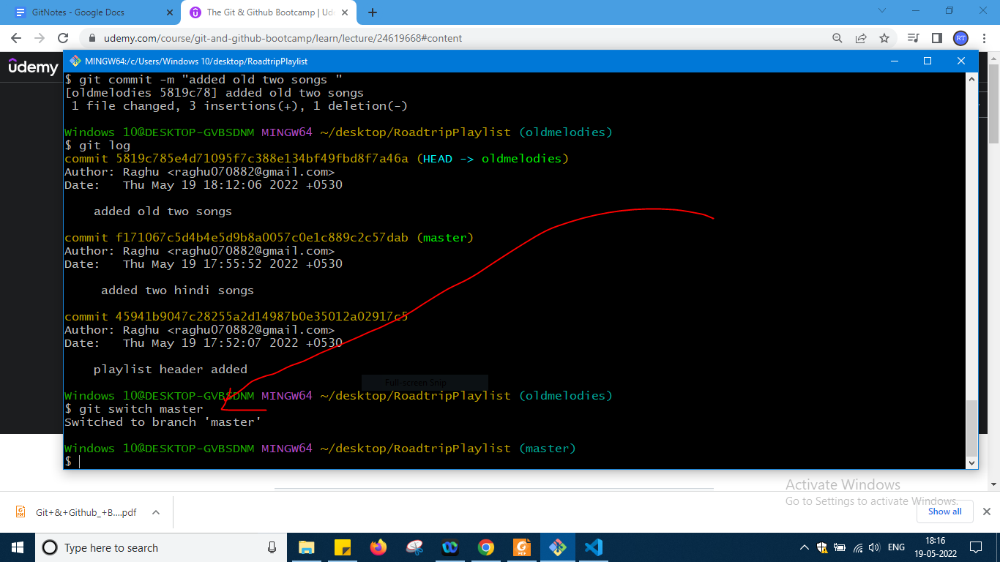 GitNotes - Google Docs
The Git & Github Bootcamp | Ude
udemy.com/course/git-and-github-bootcamp/learn/lecture/24619668#content
RT
udemy
MINGW64:/c/Users/Windows 10/desktop/RoadtripPlaylist
$ git commit -m "added old two songs "
[oldmelodies 5819c78] added old two songs
1 file changed, 3 insertions(+), 1 deletion(-)
Windows 10@DESKTOP-GVBSDNM MINGW64 ~/desktop/RoadtripPlaylist (oldmelodies)
$ git log
commit 5819c785e4d71095f7c388e134bf49fbd8f7a46a (HEAD -> oldmelodies)
Author: Raghu <raghu070882@gmail.com>
Date: Thu May 19 18:12:06 2022 +0530
added old two songs
commit f171067c5d4b4e5d9b8a0057c0e1c889c2c57dab (master)
Author: Raghu <raghu070882@gmail.com>
Date: Thu May 19 17:55:52 2022 +0530
added two hindi songs
commit 45941b9047c28255a2d14987b0e35012a02917c5
Author: Raghu <raghu070882@gmail.com>
Date: Thu May 19 17:52:07 2022 +0530
playlist header added
Full-screen Snip
Windows 10@DESKTOP-GVBSDNM MINGW64 ~/desktop/RoadtripPlaylist (oldmelodies)
$ git switch master
Switched to branch 'master'
Windows 10@DESKTOP-GVBSDNM MINGW64 ~/desktop/RoadtripPlaylist (master)
$
Activate Windows
Go to Settings to activate Windows.
Git+&+Github_+B....pdf
Show all
Type here to search
ENG
18:16
19-05-2022